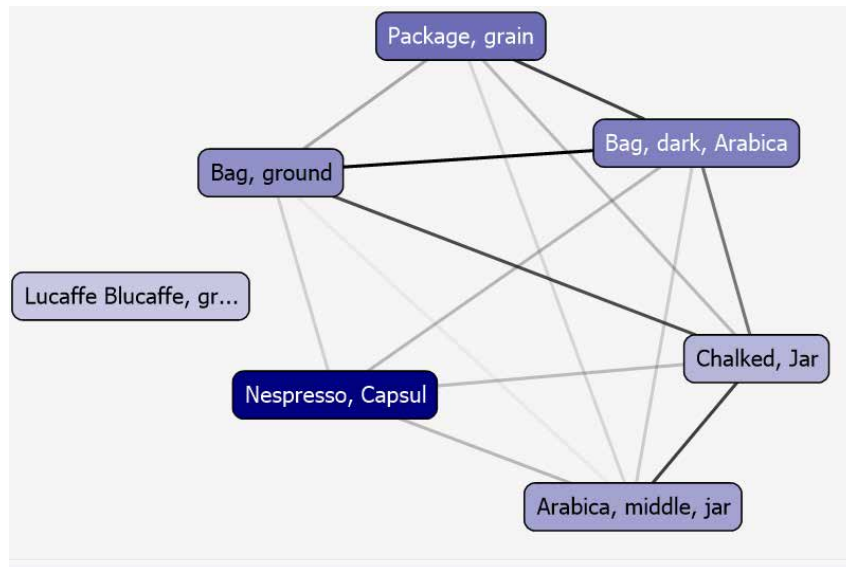 Package, grain
Bag, dark, Arabica
Bag, ground
Lucaffe Blucaffe, gr...
Chalked, Jar
Nespresso, Capsul
Arabica, middle, jar